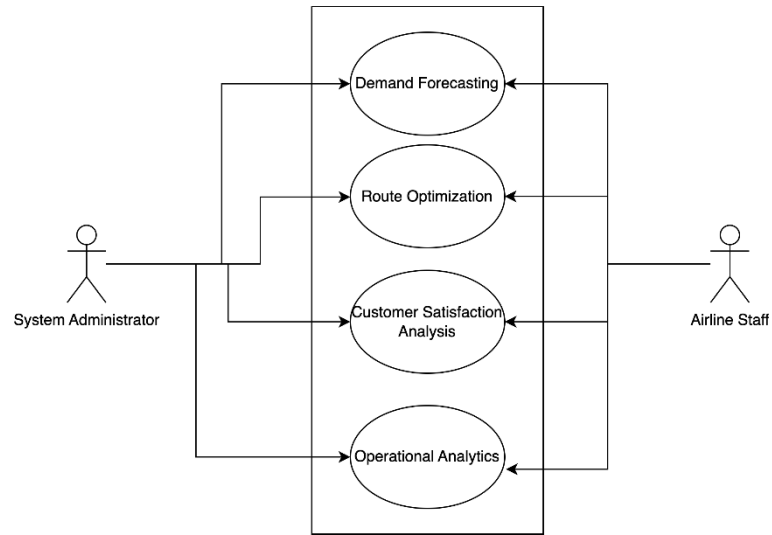 Demand Forecasting
Route Optimization
System Administrator
Customer Satisfaction
Analysis
Airline Staff
Operational Analytics